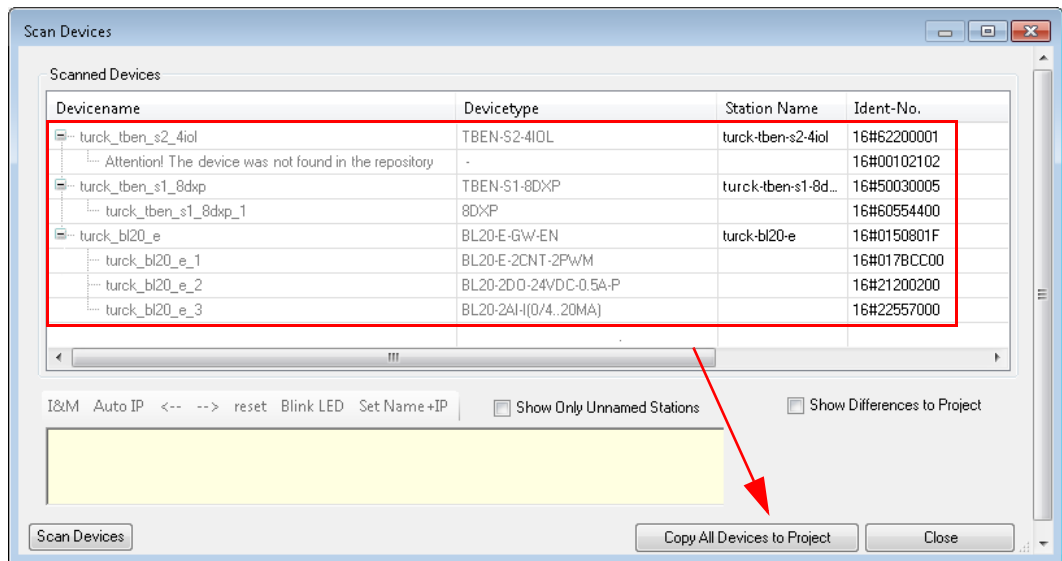 Scan Devices
Scanned Devices
Devicename Devicetype Station Name Ident-No.
turck_tben_s2_4iol TBEN-S2-4IOL turck-tben-s2-4iol 16#62200001
Attention! The device was not found in the repository - 16#00102102
turck_tben_s1_8dxp TBEN-S1-8DXP turck-tben-s1-8d... 16#50030005
turck_tben_s1_8dxp_1 8DXP 16#60554400
turck_bl20_e BL20-E-GW-EN turck-bl20-e 16#0150801F
turck_bl20_e_1 BL20-E-2CNT-2PWM 16#017BCC00
turck_bl20_e_2 BL20-2DO-24VDC-0.5A-P 16#21200200
turck_bl20_e_3 BL20-2AI-I(0/4..20MA) 16#22557000
I&M Auto IP <-- --> reset Blink LED Set Name+IP Show Only Unnamed Stations Show Differences to Project
Scan Devices Copy All Devices to Project Close